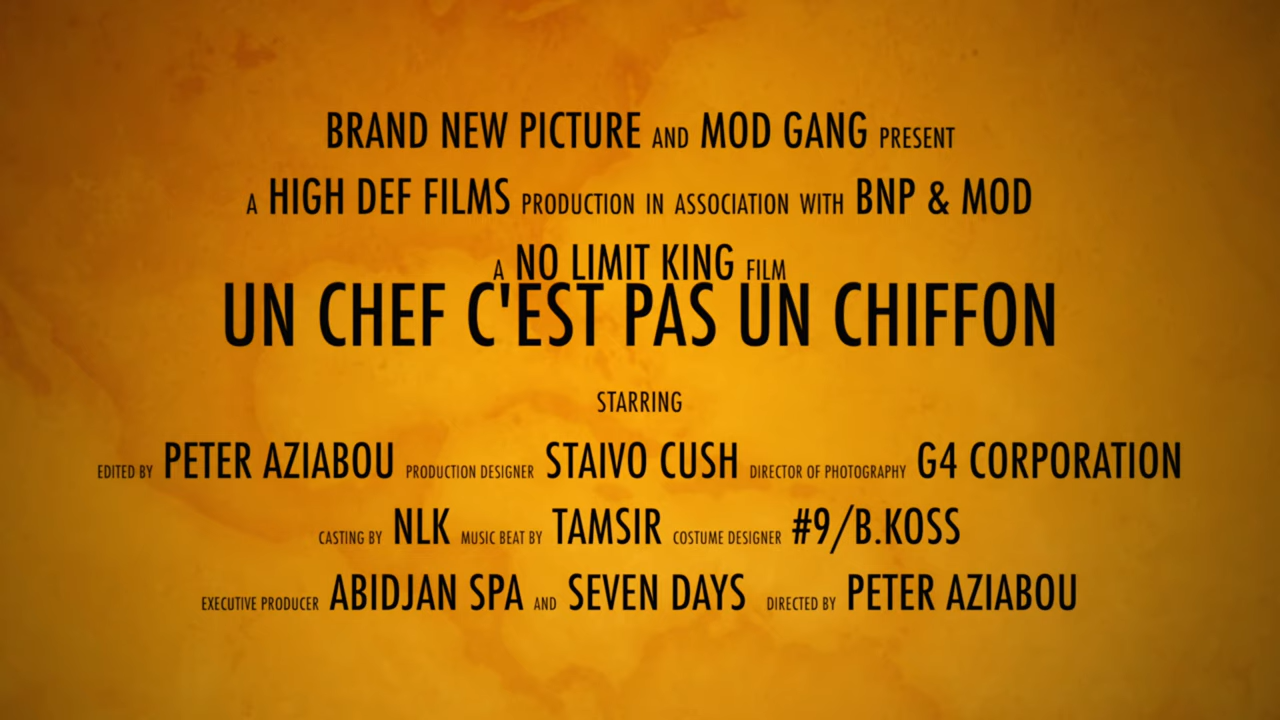 BRAND NEW PICTURE AND MOD GANG PRESENT
A HIGH DEF FILMS PRODUCTION IN ASSOCIATION WITH BNP & MOD
A NO LIMIT KING FILM
UN CHEF C'EST PAS UN CHIFFON
STARRING
EDITED BY PETER AZIABOU PRODUCTION DESIGNER STAIVO CUSH DIRECTOR OF PHOTOGRAPHY G4 CORPORATION
CASTING BY NLK MUSIC BEAT BY TAMSIR COSTUME DESIGNER #9/B.KOSS
EXECUTIVE PRODUCER ABIDJAN SPA AND SEVEN DAYS DIRECTED BY PETER AZIABOU